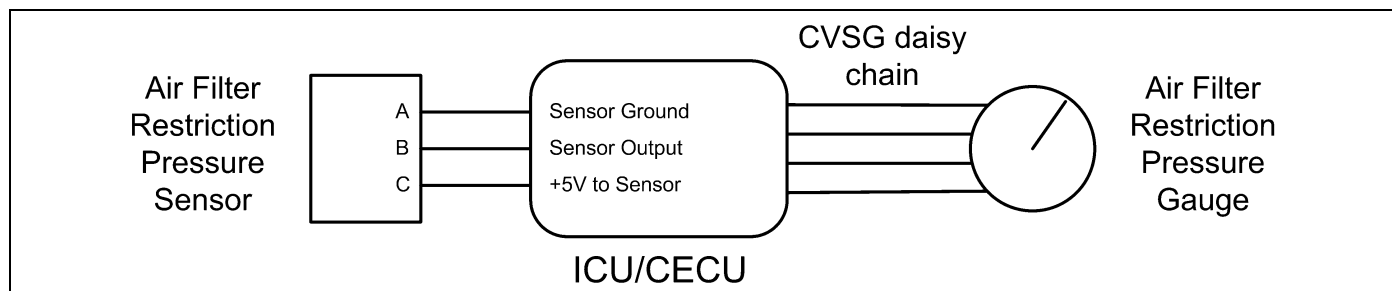 CVSG daisy
chain
Air Filter
Restriction
Pressure
Sensor
A
B
C
Sensor Ground
Sensor Output
+5V to Sensor
Air Filter
Restriction
Pressure
Gauge
ICU/CECU